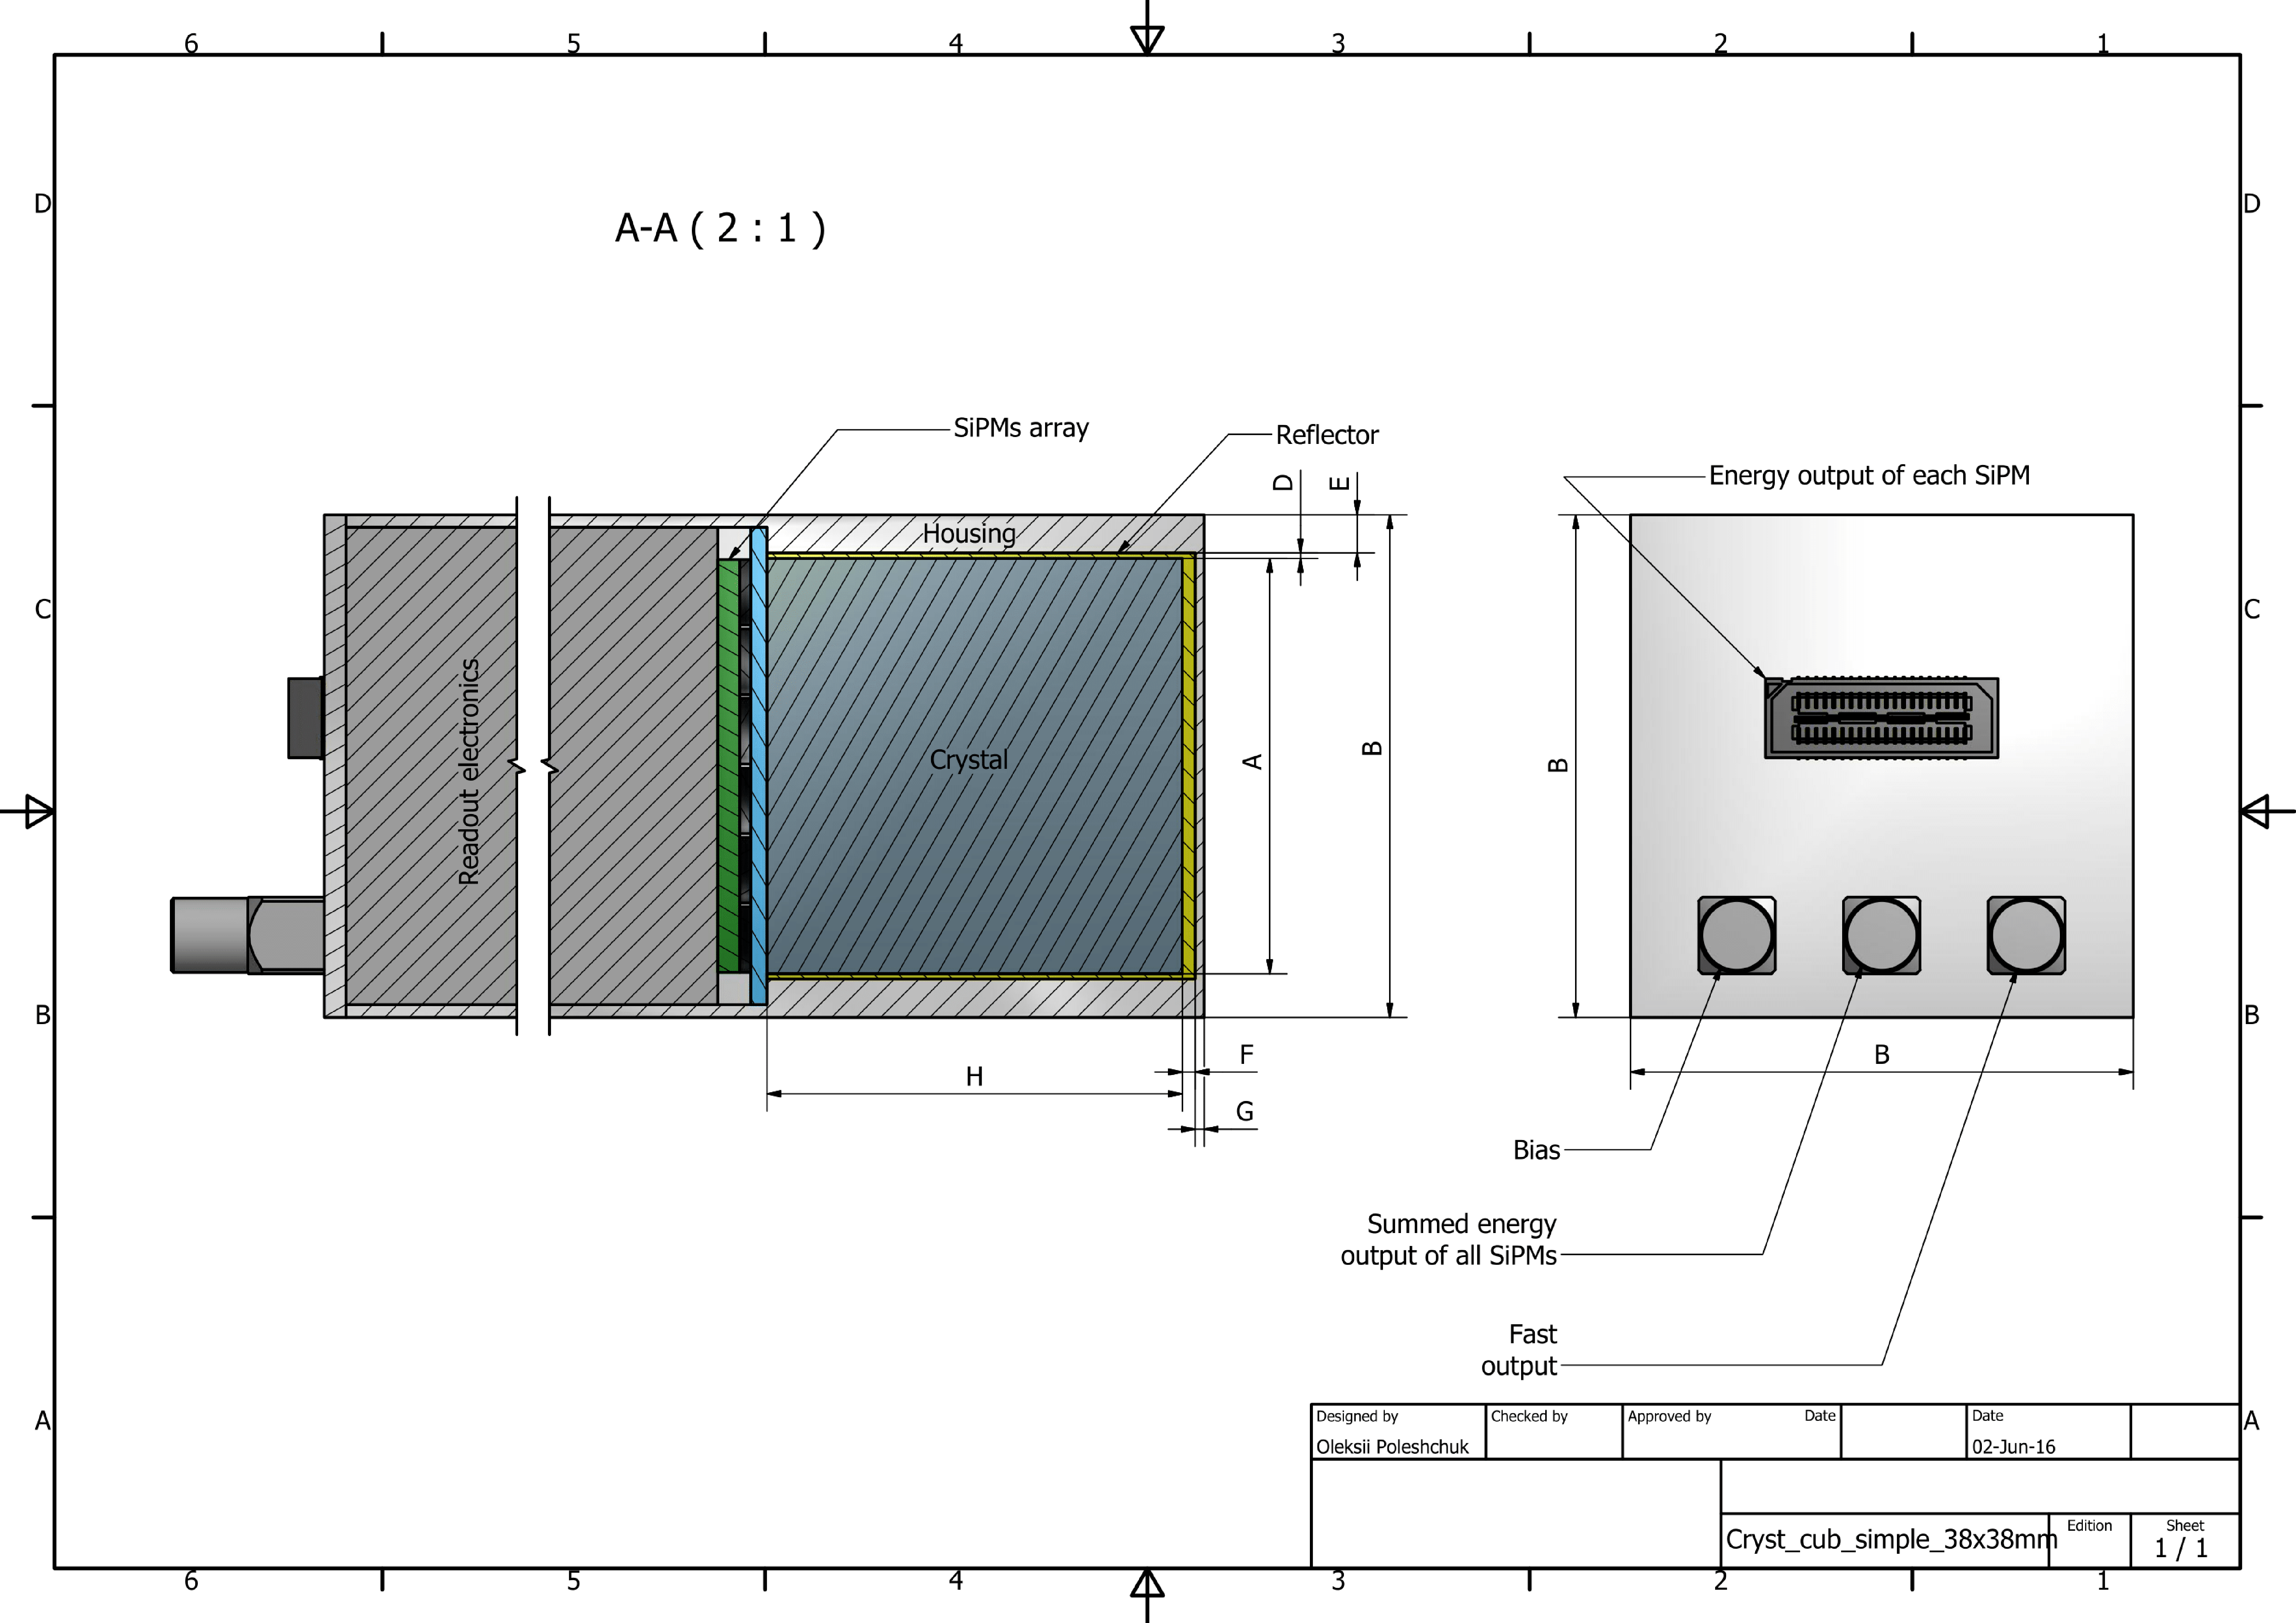 6 5 4 3 2 1
D D
A-A ( 2 : 1 )
SiPMs array
Reflector
Energy output of each SiPM
D
E
Housing
C C
Readout electronics
Crystal
A
B
B
B B
F
H
B
G
Bias
Summed energy
output of all SiPMs
Fast
output
A A
Designed by
Oleksii Poleshchuk
Checked by
Approved by
Date
Date
02-Jun-16
Cryst_cub_simple_38x38mm
Edition
Sheet
1 / 1
6 5 4 3 2 1